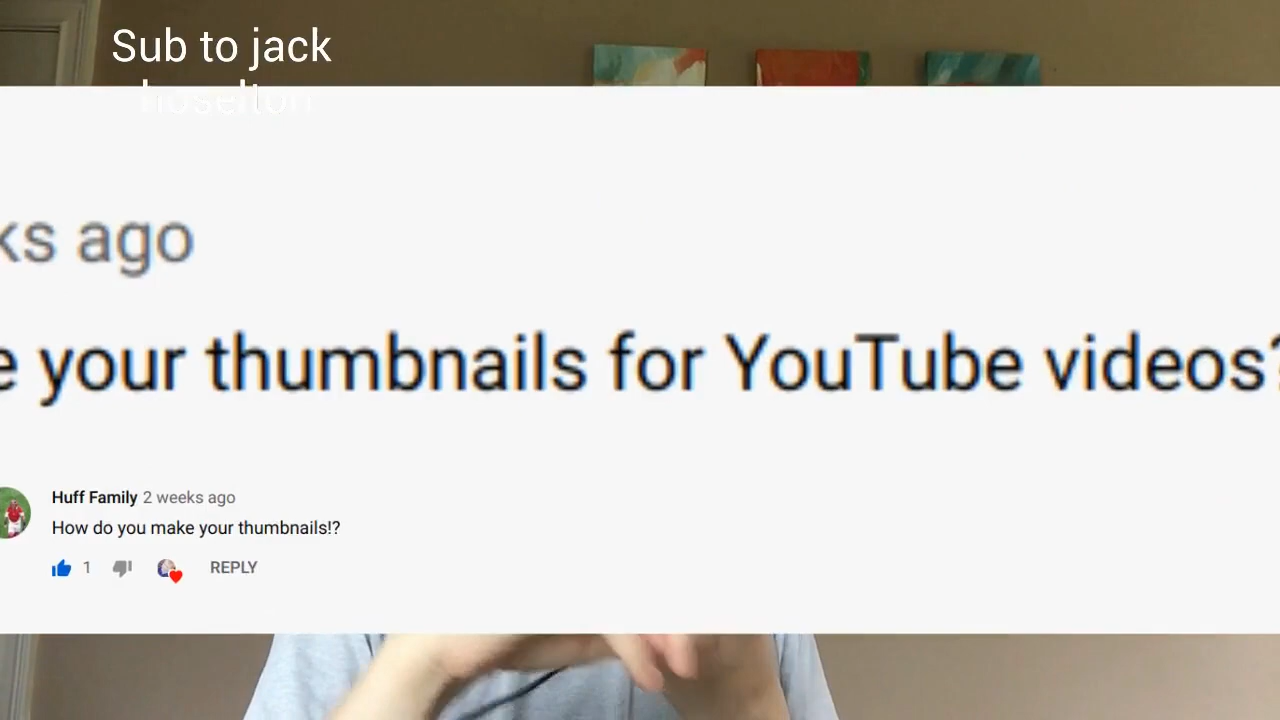 Sub to jack
hoselton
ks ago
e your thumbnails for YouTube videos?
Huff Family 2 weeks ago
How do you make your thumbnails!?
1 REPLY